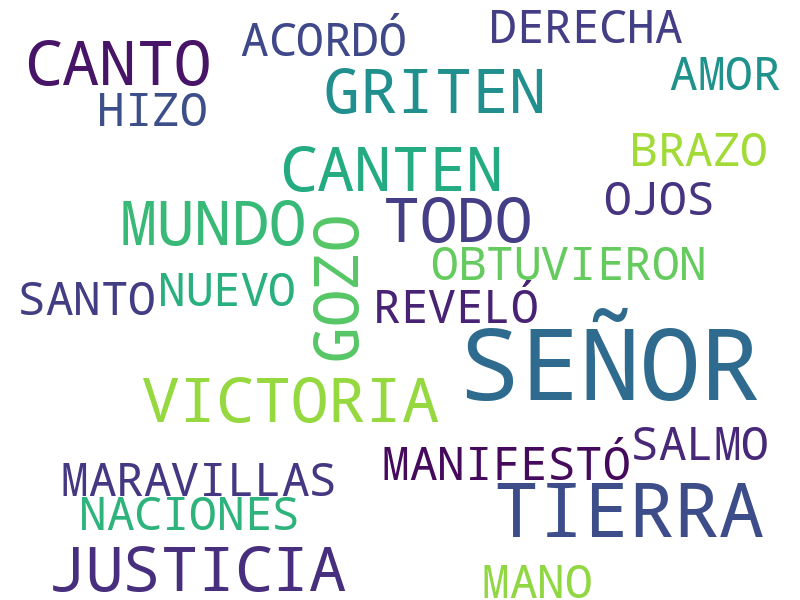 ACORDÓ
DERECHA
CANTO
AMOR
HIZO
GRITEN
BRAZO
CANTEN
OJOS
MUNDO
TODO
GOZO
OBTUVIERON
SANTO
NUEVO
REVELÓ
SEÑOR
VICTORIA
SALMO
MANIFESTÓ
MARAVILLAS
NACIONES
TIERRA
JUSTICIA
MANO